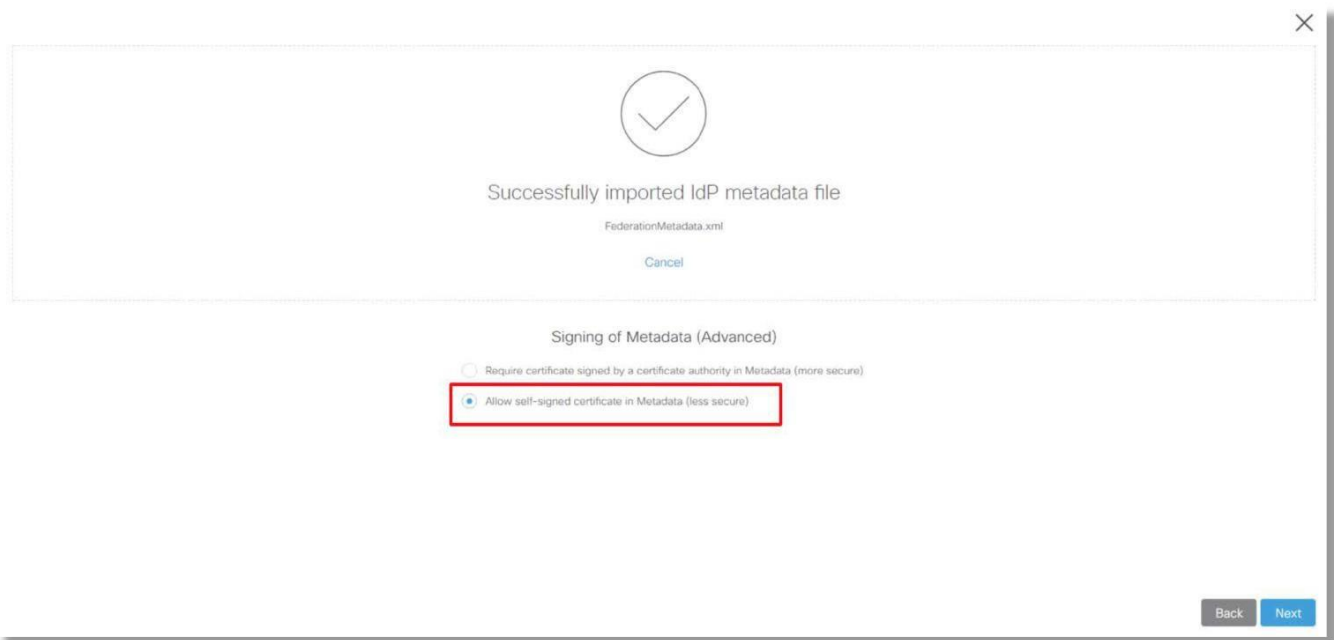 Successfully imported IdP metadata file
FederationMetadata.xml
Cancel
Signing of Metadata (Advanced)
Require certificate signed by a certificate authority in Metadata (more secure)
Allow self-signed certificate in Metadata (less secure)
Back
Next